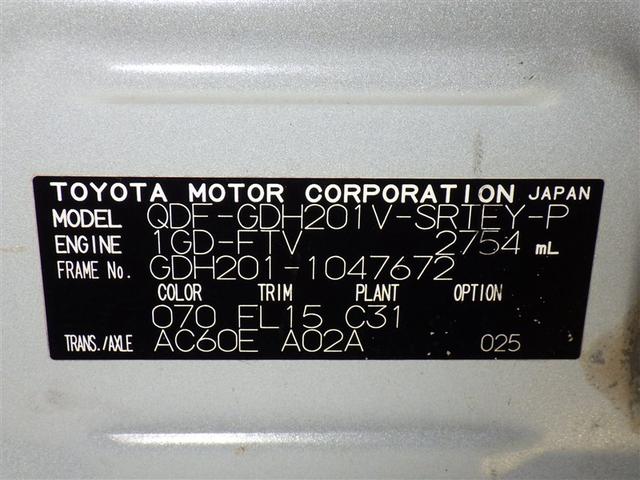 TOYOTA MOTOR CORPORATION JAPAN
MODEL QDF-GDH201V-SRTEY-P
ENGINE 1GD-FTV 2754 mL
FRAME No. GDH201-1047672
COLOR TRIM PLANT OPTION
070 FL15 C31
TRANS./AXLE AC60E A02A 025